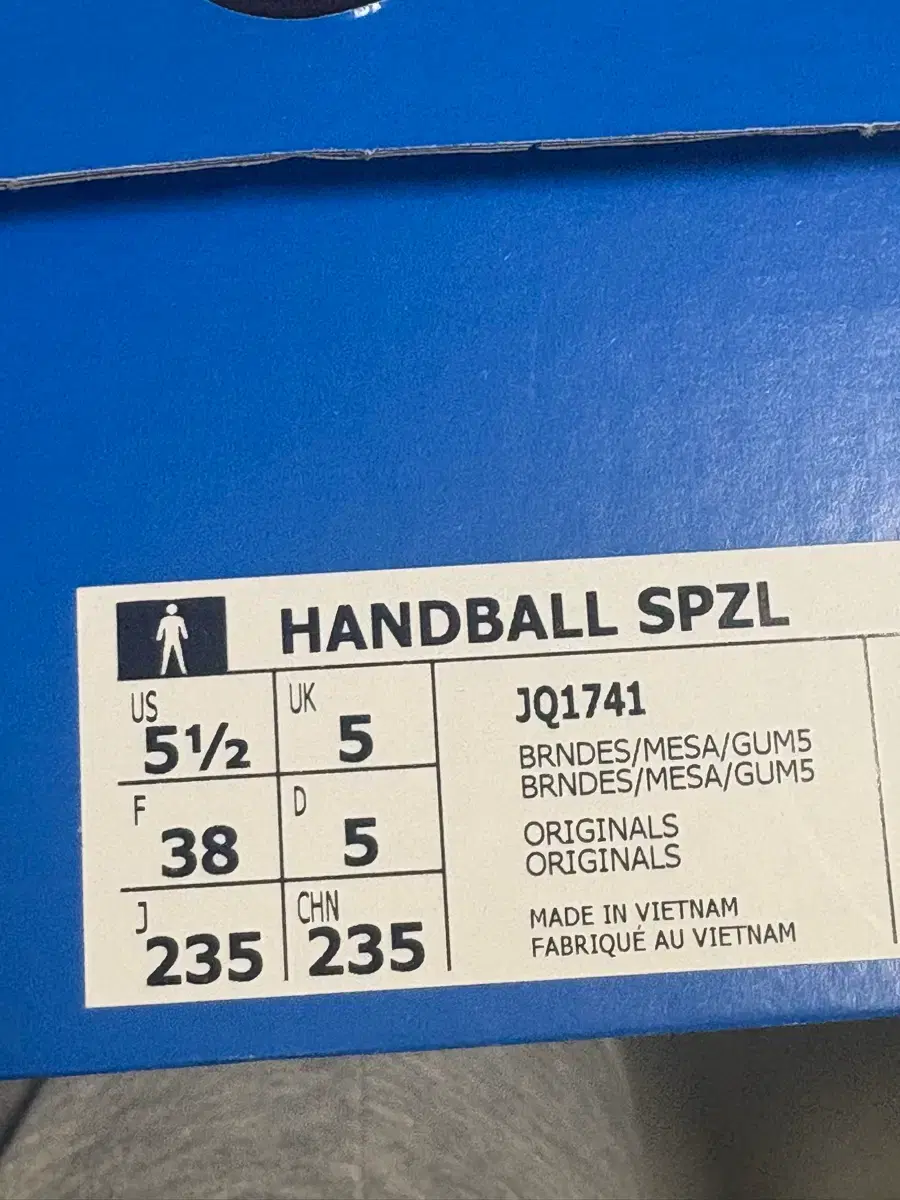 HANDBALL SPZL
US
5½
UK
5
F
38
D
5
J
235
CHN
235
JQ1741
BRNDES/MESA/GUM5
BRNDES/MESA/GUM5
ORIGINALS
ORIGINALS
MADE IN VIETNAM
FABRIQUÉ AU VIETNAM